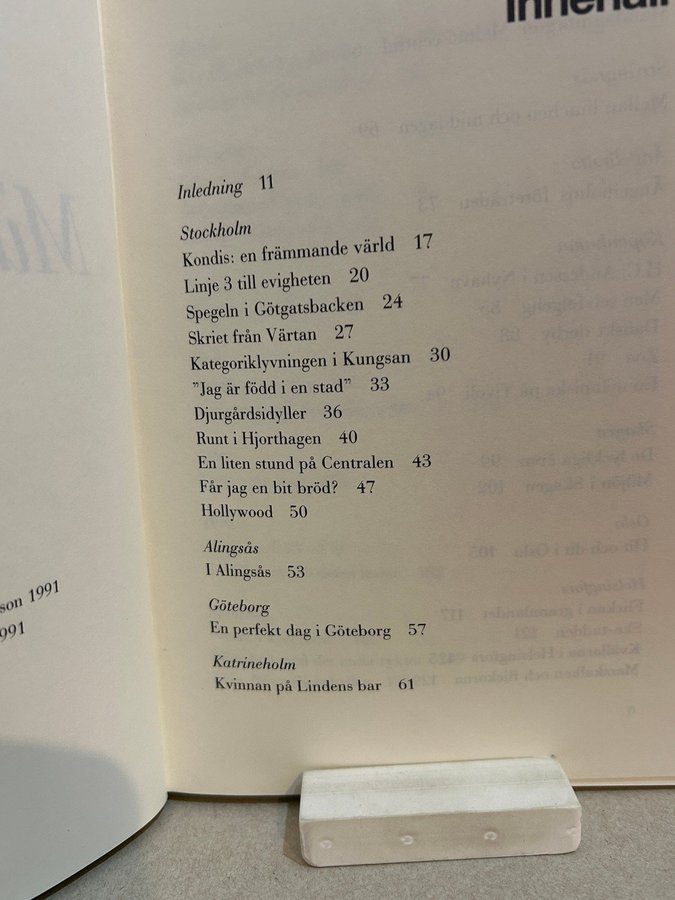 Innehåll
Inledning 11
Stockholm
Kondis: en främmande värld 17
Linje 3 till evigheten 20
Spegeln i Götgatsbacken 24
Skriet från Värtan 27
Kategoriklyvningen i Kungsan 30
”Jag är född i en stad” 33
Djurgårdsidyller 36
Runt i Hjorthagen 40
En liten stund på Centralen 43
Får jag en bit bröd? 47
Hollywood 50
Alingsås
I Alingsås 53
Göteborg
En perfekt dag i Göteborg 57
Katrineholm
Kvinnan på Lindens bar 61
son 1991
991